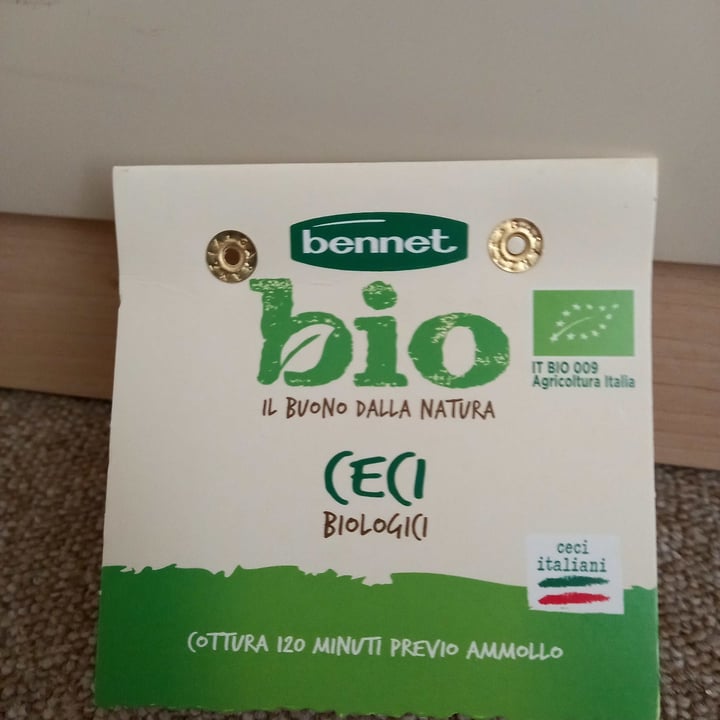 bennet
bio
IL BUONO DALLA NATURA
IT BIO 009
Agricoltura Italia
CECI
BIOLOGICI
ceci
italiani
COTTURA 120 MINUTI PREVIO AMMOLLO